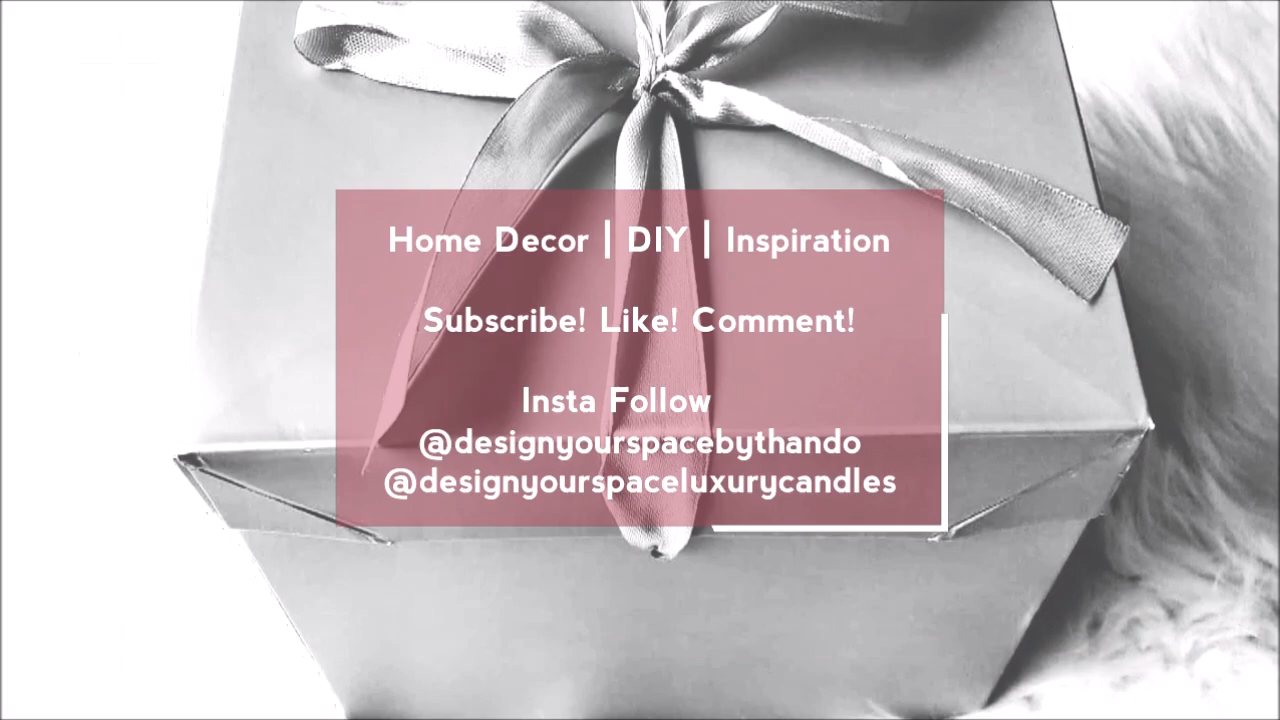 Home Decor | DIY | Inspiration
Subscribe! Like! Comment!
Insta Follow
@designyourspacebythando
@designyourspaceluxurycandles